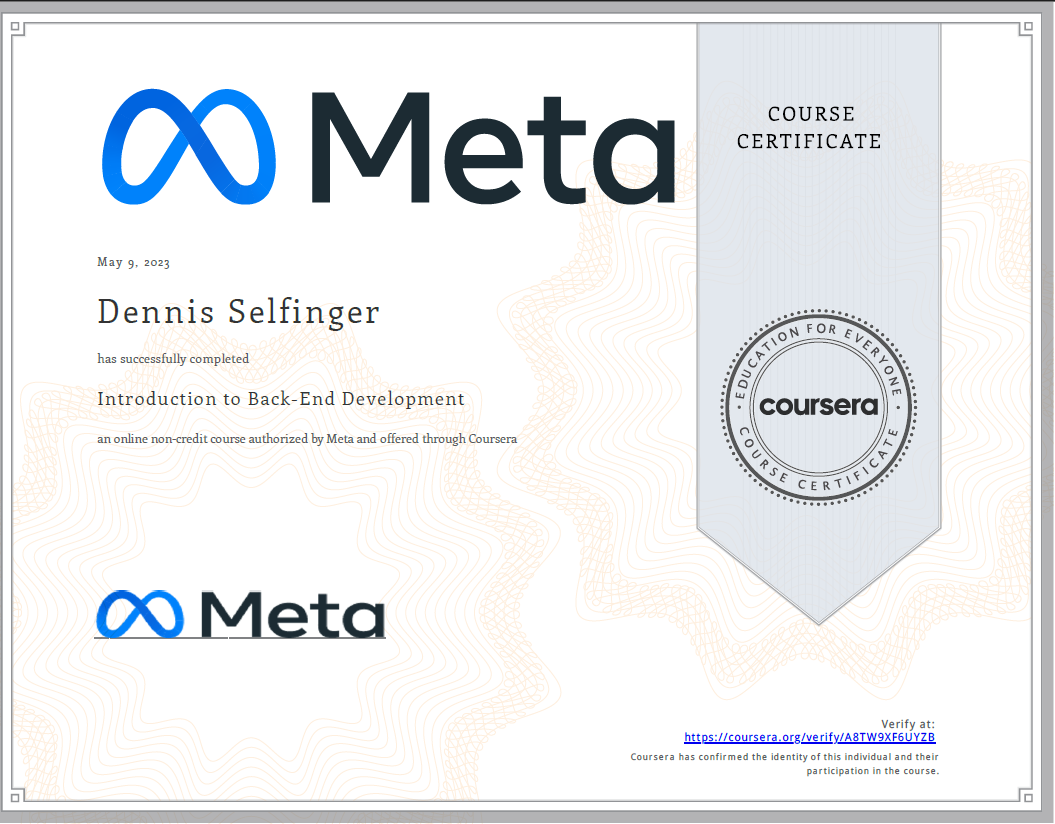 Meta
COURSE
CERTIFICATE
May 9, 2023
Dennis Selfinger
has successfully completed
Introduction to Back-End Development
an online non-credit course authorized by Meta and offered through Coursera
EDUCATION FOR EVERYONE
coursera
COURSE CERTIFICATE
Meta
Verify at:
https://coursera.org/verify/A8TW9XF6UYZB
Coursera has confirmed the identity of this individual and their
participation in the course.